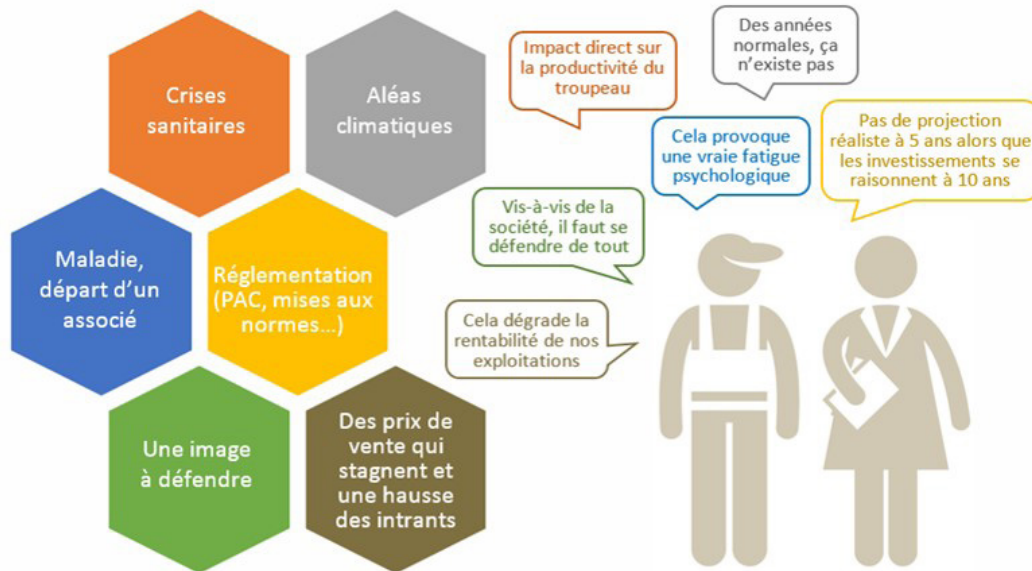 Crises
sanitaires
Aléas
climatiques
Maladie,
départ d'un
associé
Réglementation
(PAC, mises aux
normes…)
Une image
à défendre
Des prix de
vente qui
stagnent et
une hausse
des intrants
Impact direct sur
la productivité du
troupeau
Des années
normales, ça
n'existe pas
Cela provoque
une vraie fatigue
psychologique
Pas de projection
réaliste à 5 ans alors que
les investissements se
raisonnent à 10 ans
Vis-à-vis de la
société, il faut se
défendre de tout
Cela dégrade la
rentabilité de nos
exploitations